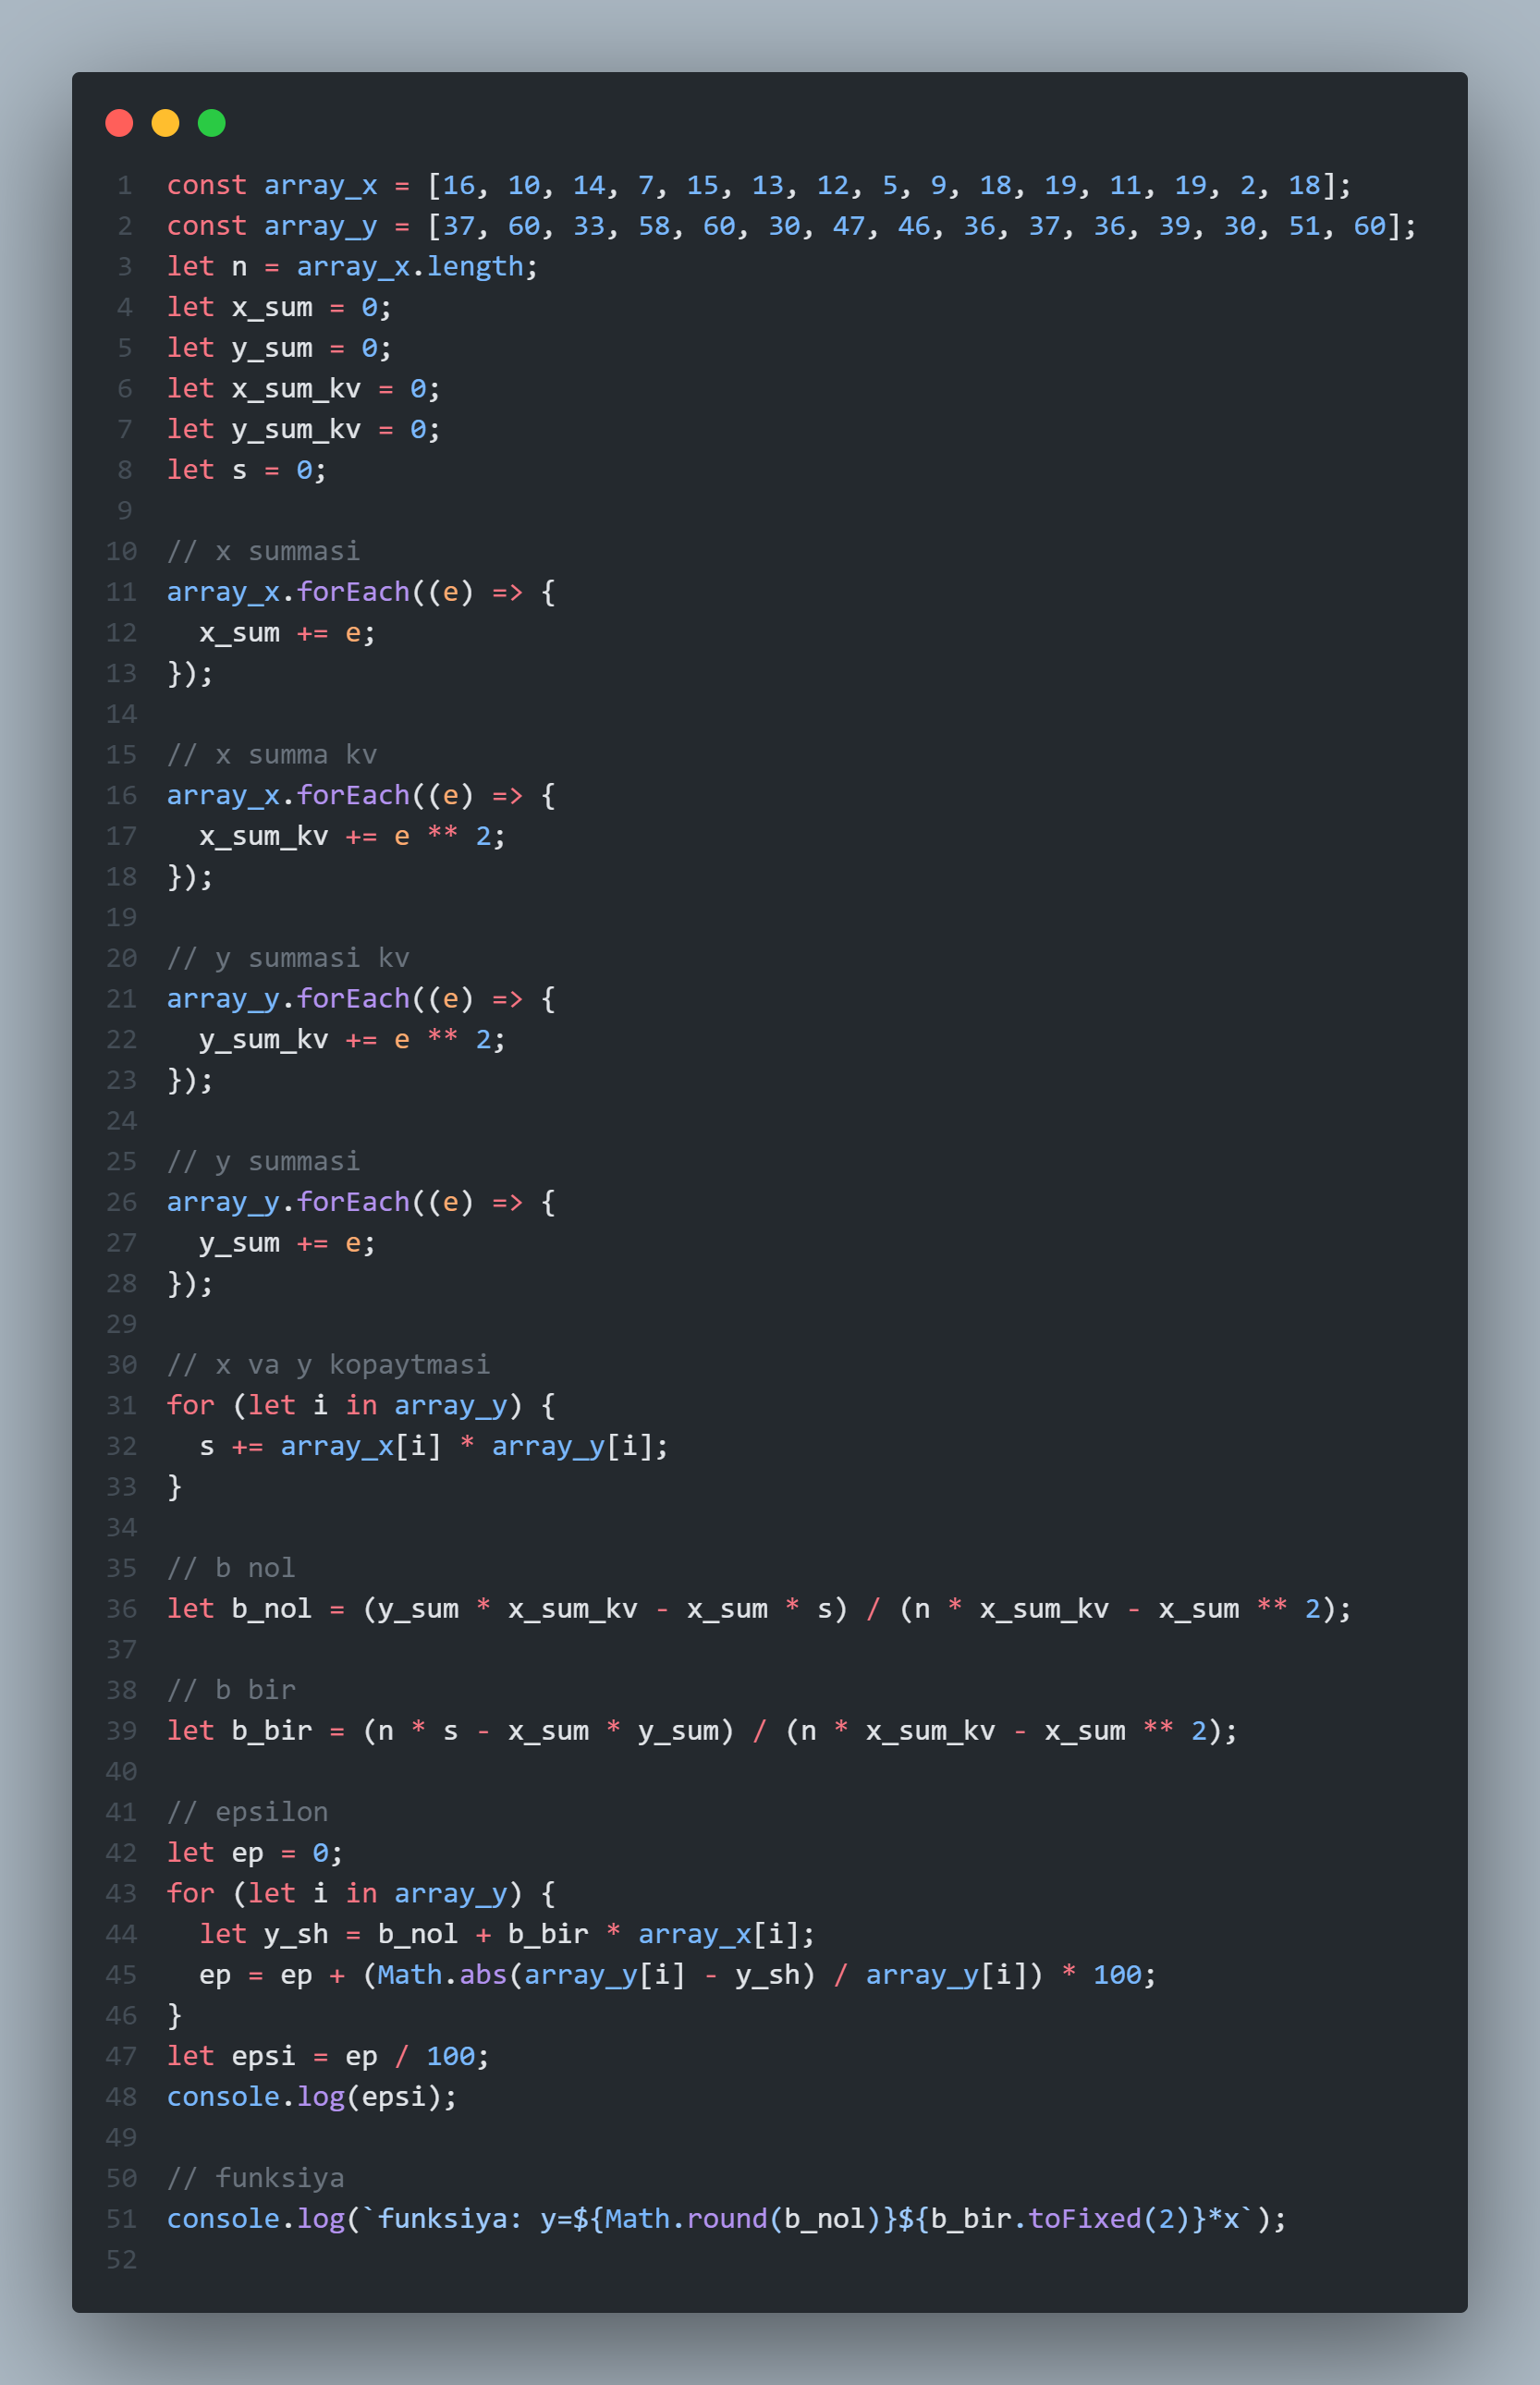 1 const array_x = [16, 10, 14, 7, 15, 13, 12, 5, 9, 18, 19, 11, 19, 2, 18];
2 const array_y = [37, 60, 33, 58, 60, 30, 47, 46, 36, 37, 36, 39, 30, 51, 60];
3 let n = array_x.length;
4 let x_sum = 0;
5 let y_sum = 0;
6 let x_sum_kv = 0;
7 let y_sum_kv = 0;
8 let s = 0;
9
10 // x summasi
11 array_x.forEach((e) => {
12   x_sum += e;
13 });
14
15 // x summa kv
16 array_x.forEach((e) => {
17   x_sum_kv += e ** 2;
18 });
19
20 // y summasi kv
21 array_y.forEach((e) => {
22   y_sum_kv += e ** 2;
23 });
24
25 // y summasi
26 array_y.forEach((e) => {
27   y_sum += e;
28 });
29
30 // x va y kopaytmasi
31 for (let i in array_y) {
32   s += array_x[i] * array_y[i];
33 }
34
35 // b nol
36 let b_nol = (y_sum * x_sum_kv - x_sum * s) / (n * x_sum_kv - x_sum ** 2);
37
38 // b bir
39 let b_bir = (n * s - x_sum * y_sum) / (n * x_sum_kv - x_sum ** 2);
40
41 // epsilon
42 let ep = 0;
43 for (let i in array_y) {
44   let y_sh = b_nol + b_bir * array_x[i];
45   ep = ep + (Math.abs(array_y[i] - y_sh) / array_y[i]) * 100;
46 }
47 let epsi = ep / 100;
48 console.log(epsi);
49
50 // funksiya
51 console.log(`funksiya: y=${Math.round(b_nol)}${b_bir.toFixed(2)}*x`);
52